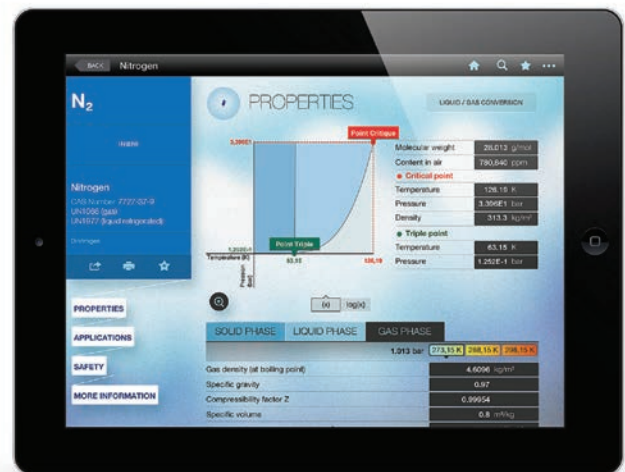 BACK Nitrogen
N₂
Nitrogen
CAS Number 7727-37-9
UN1066 (gas)
UN1977 (liquid refrigerated)
PROPERTIES
APPLICATIONS
SAFETY
MORE INFORMATION
PROPERTIES
LIQUID / GAS CONVERSION
Point Critique
3,396E1
Point Triple
1.252E-1
Temperature [K]
63,15
126,19
Pression [bar]
(x) log(x)
Molecular weight 28,013 g/mol
Content in air 780,840 ppm
Critical point
Temperature 126,19 K
Pressure 3.396E1 bar
Density 313.3 kg/m³
Triple point
Temperature 63,15 K
Pressure 1.252E-1 bar
SOLID PHASE LIQUID PHASE GAS PHASE
1.013 bar 273,15 K 288,15 K 298,15 K
Gas density (at boiling point) 4.6096 kg/m³
Specific gravity 0.97
Compressibility factor Z 0.99954
Specific volume 0.8 m³/kg